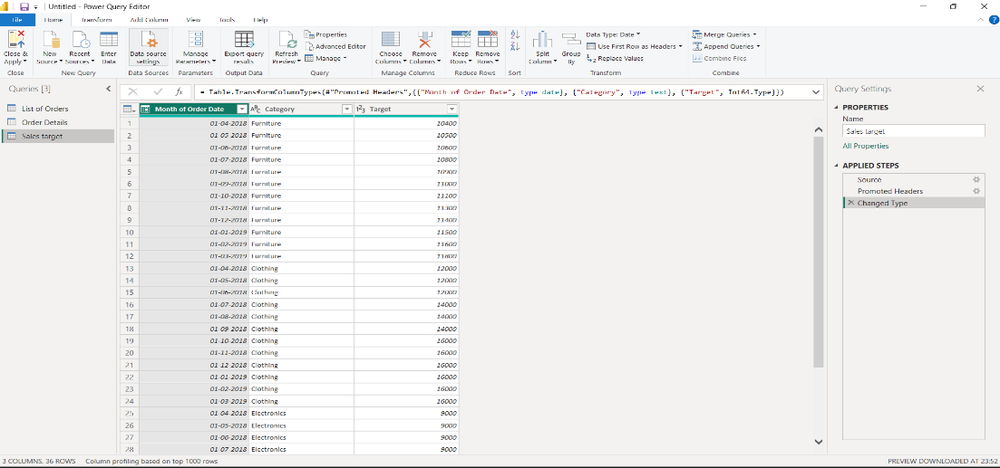 Untitled - Power Query Editor
File Home Transform Add Column View Tools Help
Close & Apply
New Source
Recent Sources
Enter Data
Data source settings
Manage Parameters
Export query results
Refresh Preview
Properties
Advanced Editor
Manage
Choose Columns
Remove Columns
Keep Rows
Remove Rows
Split Column
Group By
Data Type: Date
Use First Row as Headers
Replace Values
Merge Queries
Append Queries
Combine Files
Close New Query Data Sources Parameters Output Data Query Manage Columns Reduce Rows Sort Transform Combine
Queries [3]
List of Orders
Order Details
Sales target
= Table.TransformColumnTypes(#"Promoted Headers",{{"Month of Order Date", type date}, {"Category", type text}, {"Target", Int64.Type}})
Month of Order Date ABC Category 123 Target
1 01-04-2018 Furniture 10400
2 01-05-2018 Furniture 10500
3 01-06-2018 Furniture 10600
4 01-07-2018 Furniture 10800
5 01-08-2018 Furniture 10900
6 01-09-2018 Furniture 11000
7 01-10-2018 Furniture 11100
8 01-11-2018 Furniture 11300
9 01-12-2018 Furniture 11400
10 01-01-2019 Furniture 11500
11 01-02-2019 Furniture 11600
12 01-03-2019 Furniture 11800
13 01-04-2018 Clothing 12000
14 01-05-2018 Clothing 12000
15 01-06-2018 Clothing 12000
16 01-07-2018 Clothing 14000
17 01-08-2018 Clothing 14000
18 01-09-2018 Clothing 14000
19 01-10-2018 Clothing 16000
20 01-11-2018 Clothing 16000
21 01-12-2018 Clothing 16000
22 01-01-2019 Clothing 16000
23 01-02-2019 Clothing 16000
24 01-03-2019 Clothing 16000
25 01-04-2018 Electronics 9000
26 01-05-2018 Electronics 9000
27 01-06-2018 Electronics 9000
28 01-07-2018 Electronics 9000
Query Settings
PROPERTIES
Name
Sales target
All Properties
APPLIED STEPS
Source
Promoted Headers
Changed Type
3 COLUMNS, 36 ROWS Column profiling based on top 1000 rows PREVIEW DOWNLOADED AT 23:52